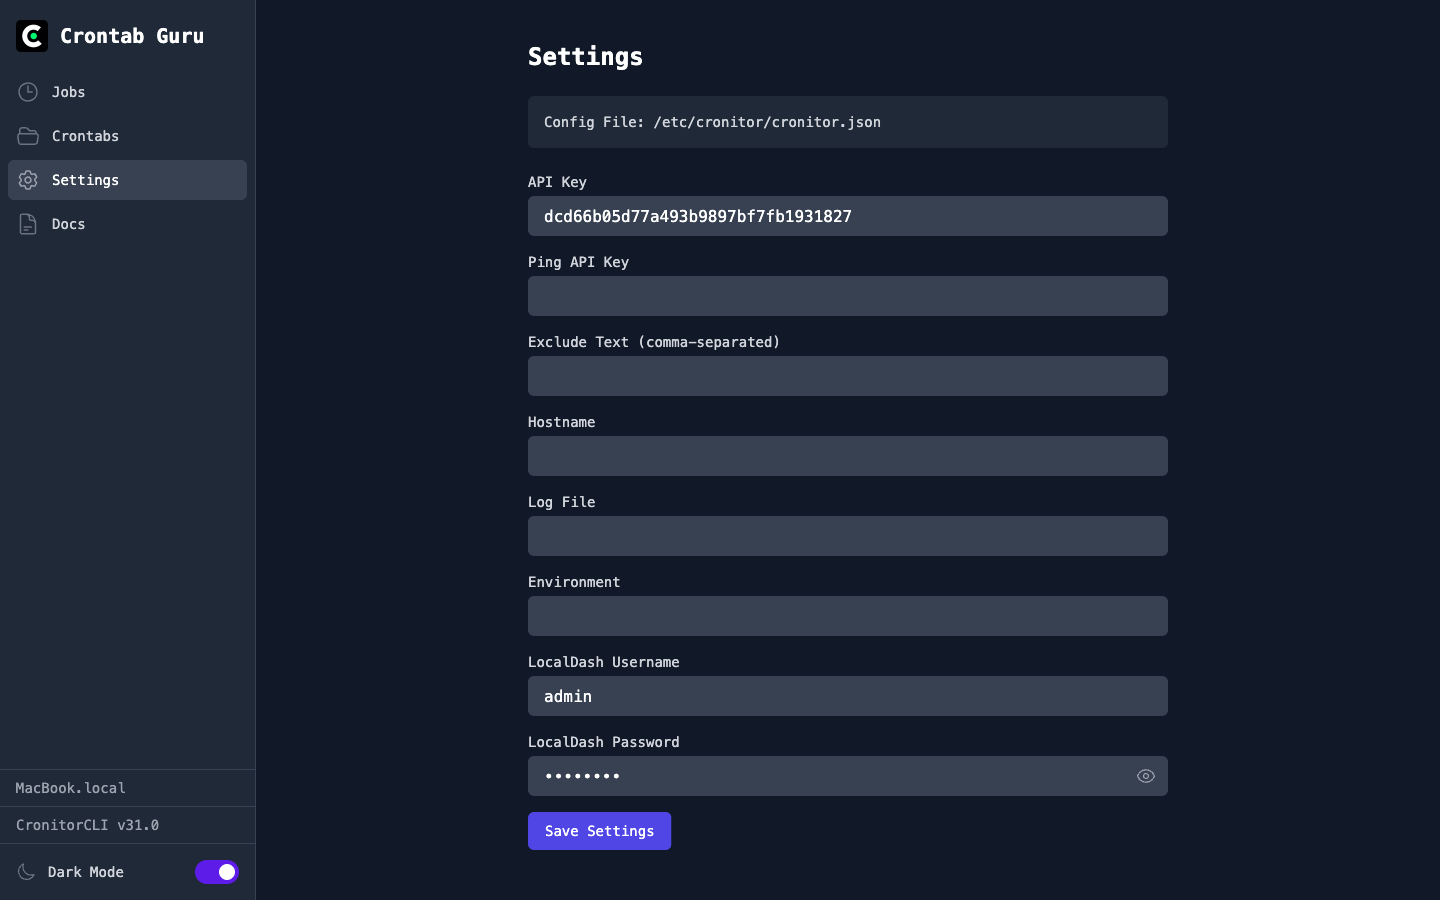 Crontab Guru
Jobs
Crontabs
Settings
Docs
MacBook.local
CronitorCLI v31.0
Dark Mode
Settings
Config File: /etc/cronitor/cronitor.json
API Key
dcd66b05d77a493b9897bf7fb1931827
Ping API Key
Exclude Text (comma-separated)
Hostname
Log File
Environment
LocalDash Username
admin
LocalDash Password
••••••••
Save Settings